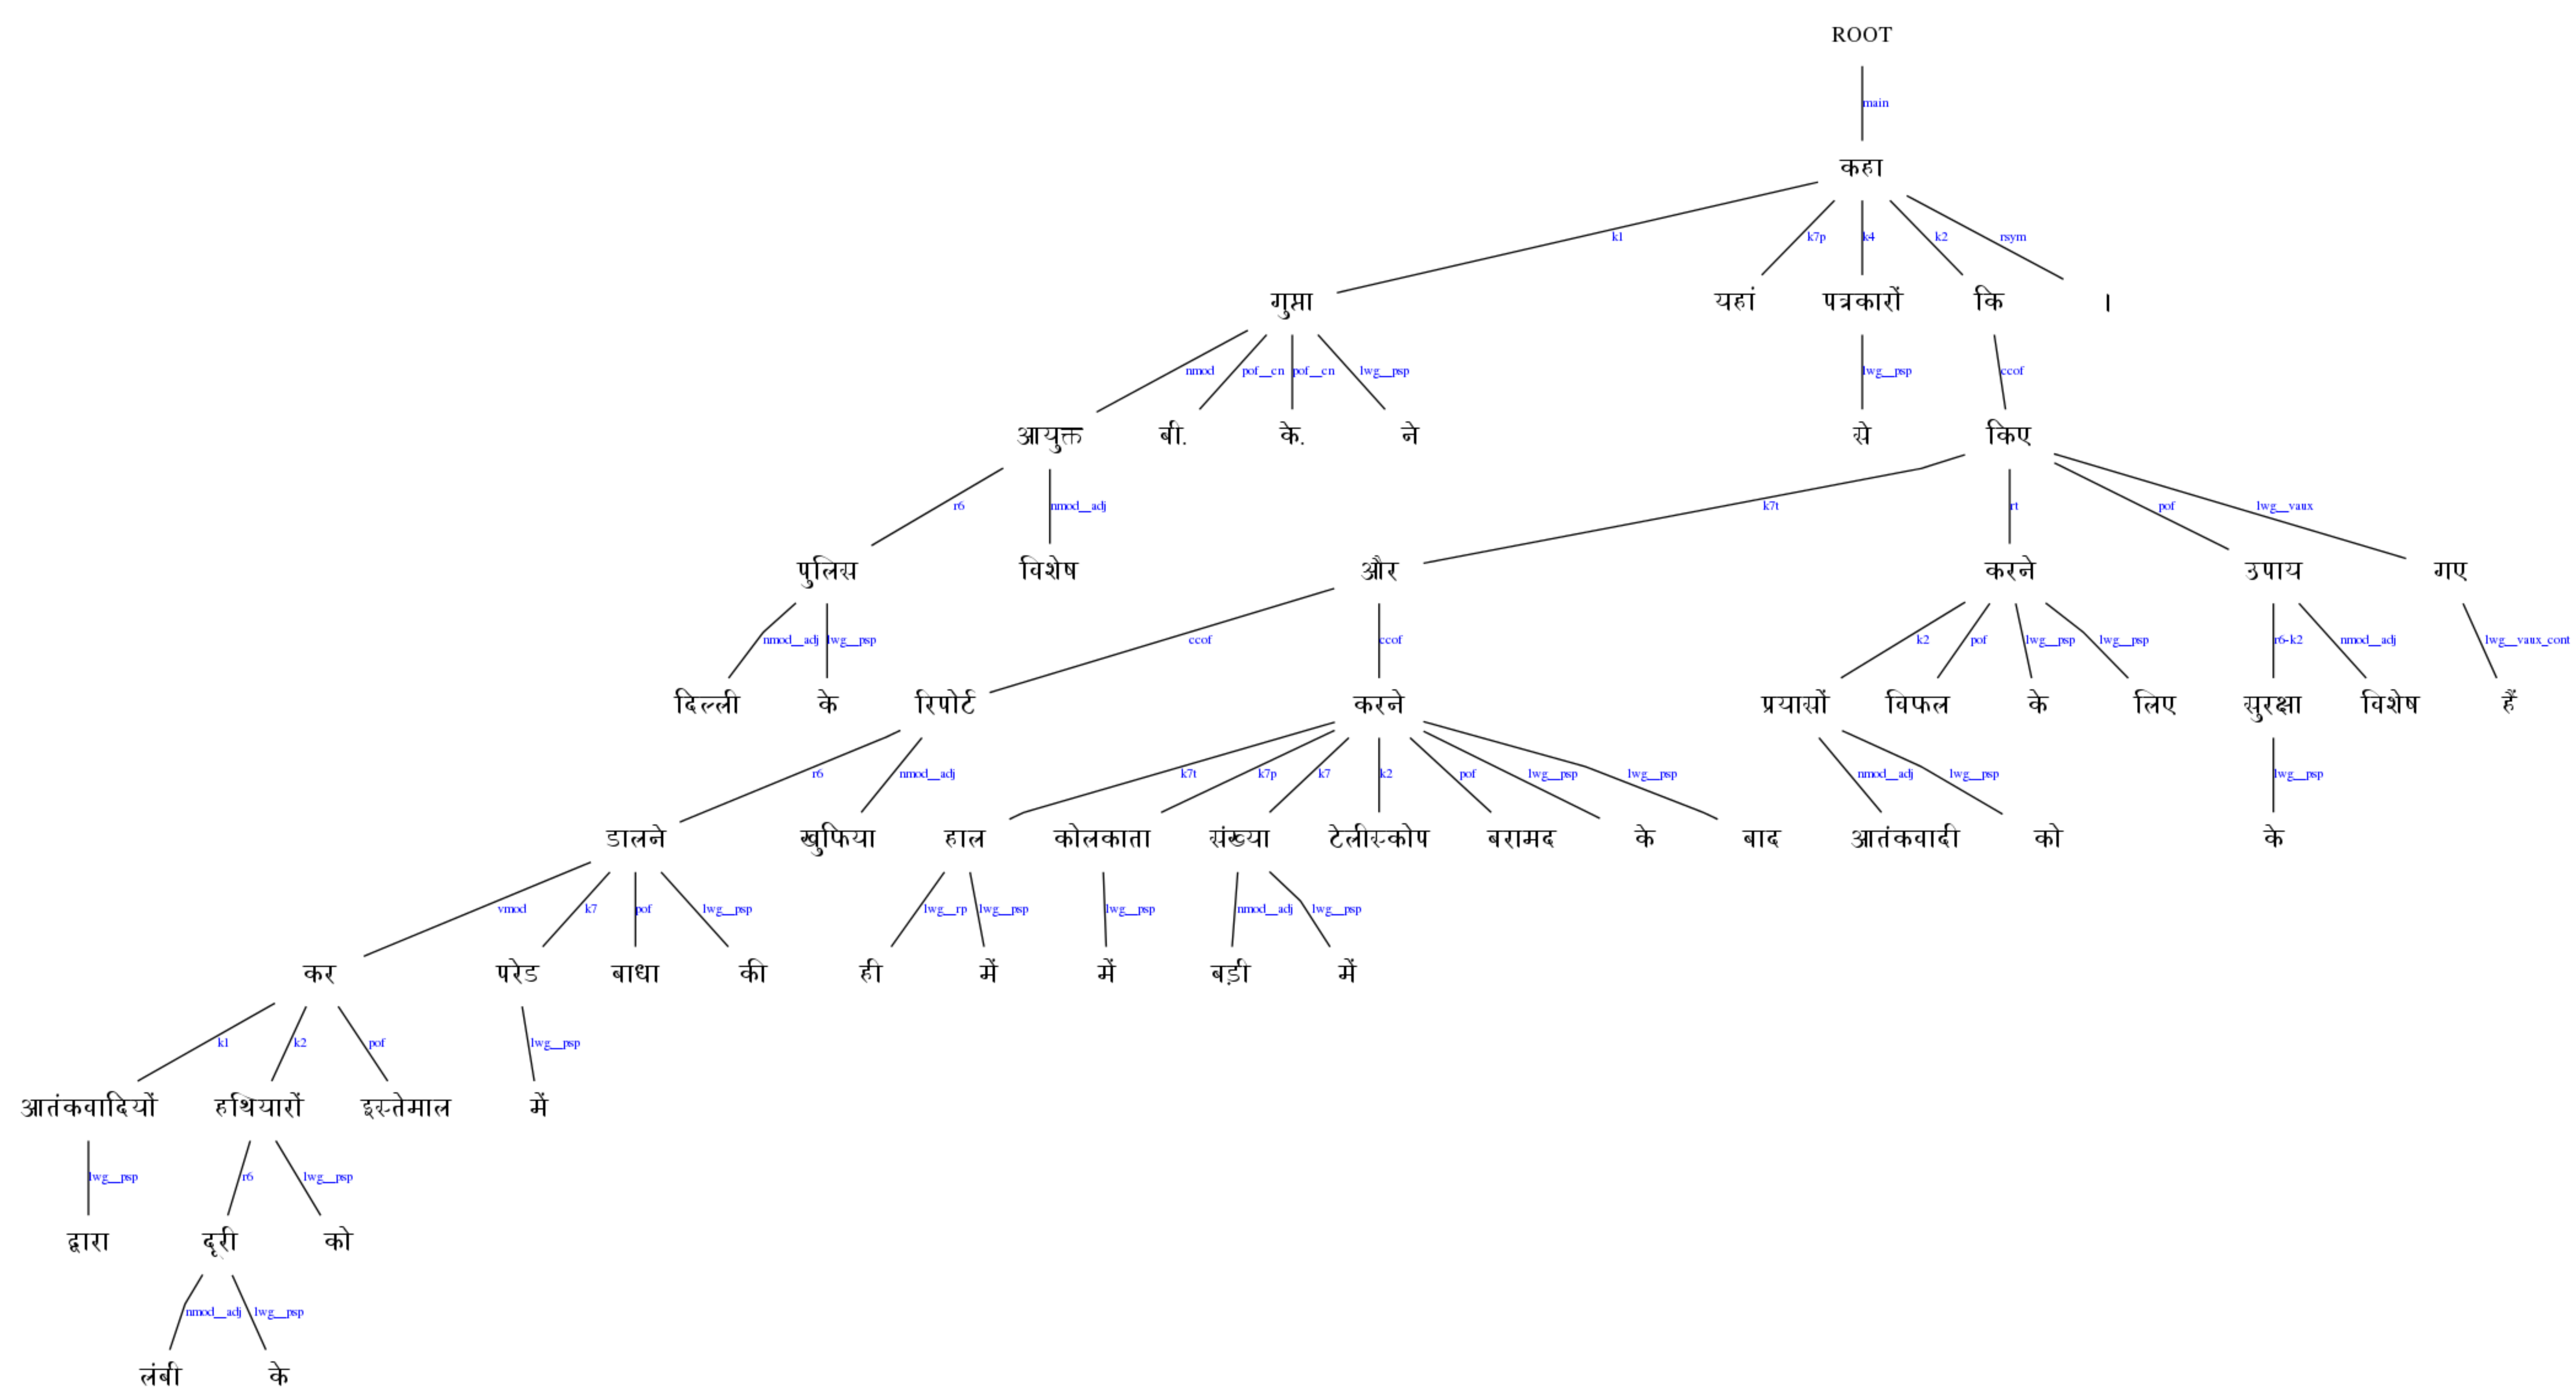 ROOT
main
कहा
k1 k7p k4 k2 rsym
गुप्ता यहां पत्रकारों कि ।
nmod pof__cn pof__cn lwg__psp lwg__psp ccof
आयुक्त बी. के. ने से किए
r6 nmod__adj k7t rt pof lwg__vaux
पुलिस विशेष और करने उपाय गए
nmod__adj lwg__psp ccof ccof k2 pof lwg__psp lwg__psp r6-k2 nmod__adj lwg__vaux_cont
दिल्ली के रिपोर्ट करने प्रयासों विफल के लिए सुरक्षा विशेष हैं
r6 nmod__adj k7t k7p k7 k2 pof lwg__psp lwg__psp nmod__adj lwg__psp lwg__psp
डालने खुफिया हाल कोलकाता संख्या टेलीस्कोप बरामद के बाद आतंकवादी को के
vmod k7 pof lwg__psp lwg__rp lwg__psp lwg__psp nmod__adj lwg__psp
कर परेड बाधा की ही में में बड़ी में
k1 k2 pof lwg__psp
आतंकवादियों हथियारों इस्तेमाल में
lwg__psp r6 lwg__psp
द्वारा दूरी को
nmod__adj lwg__psp
लंबी के